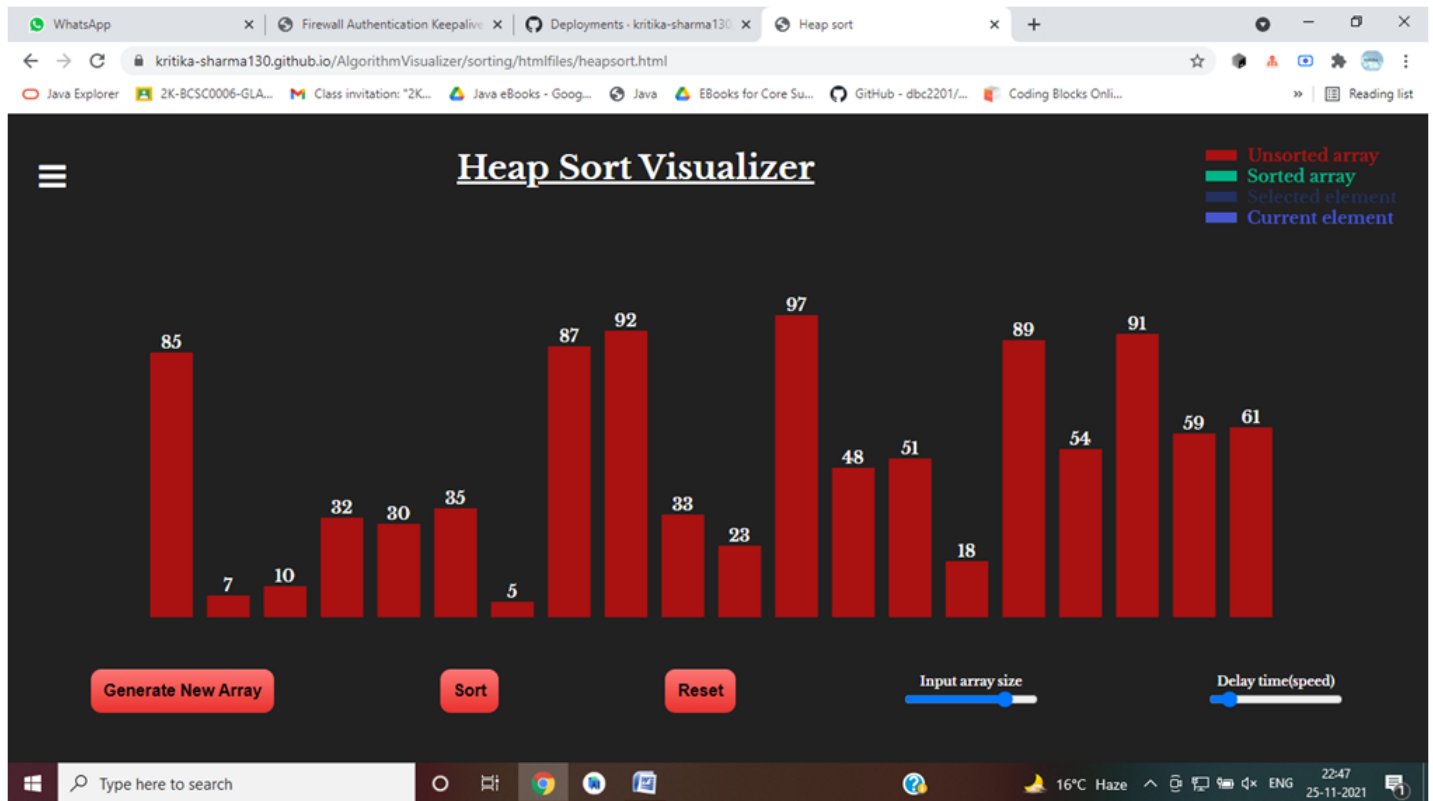 WhatsApp
Firewall Authentication Keepalive
Deployments · kritika-sharma130
Heap sort
kritika-sharma130.github.io/AlgorithmVisualizer/sorting/htmlfiles/heapsort.html
Java Explorer
2K-BCSC0006-GLA...
Class invitation: "2K...
Java eBooks - Goog...
Java
EBooks for Core Su...
GitHub - dbc2201/...
Coding Blocks Onli...
»
Reading list
Heap Sort Visualizer
Unsorted array
Sorted array
Selected element
Current element
85
7
10
32
30
35
5
87
92
33
23
97
48
51
18
89
54
91
59
61
Generate New Array
Sort
Reset
Input array size
Delay time(speed)
Type here to search
16°C Haze
ENG
22:47
25-11-2021
1